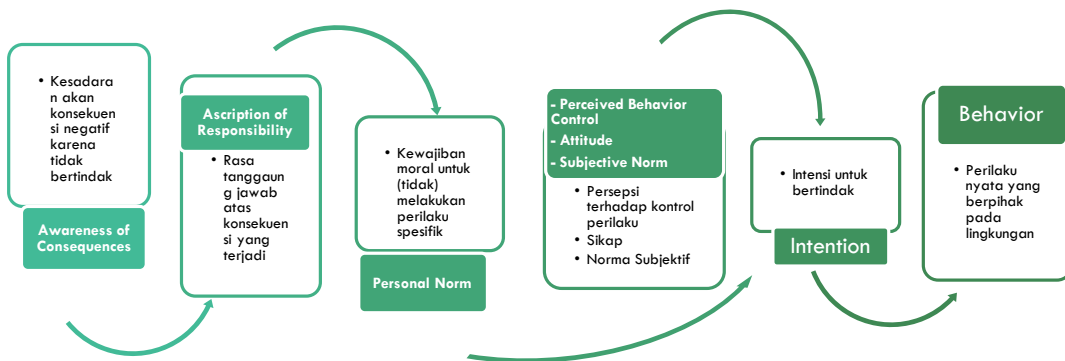 • Kesadara
n akan
konsekuen
si negatif
karena
tidak
bertindak
Awareness of
Consequences
Ascription of
Responsibility
• Rasa
tanggaun
g jawab
atas
konsekuen
si yang
terjadi
• Kewajiban
moral untuk
(tidak)
melakukan
perilaku
spesifik
Personal Norm
- Perceived Behavior
Control
- Attitude
- Subjective Norm
• Persepsi
terhadap kontrol
perilaku
• Sikap
• Norma Subjektif
• Intensi untuk
bertindak
Intention
Behavior
• Perilaku
nyata yang
berpihak
pada
lingkungan